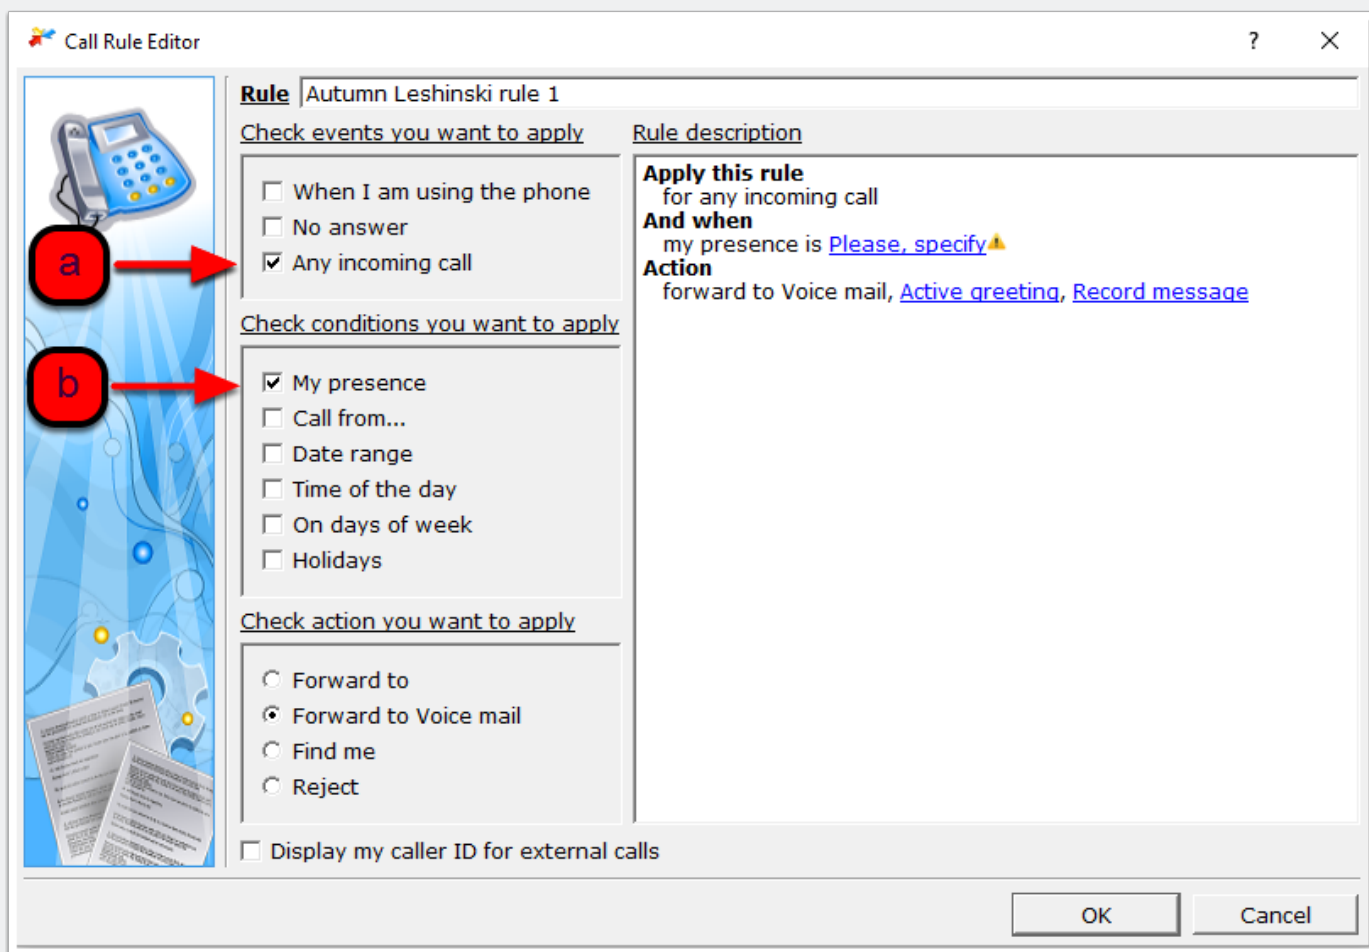 Call Rule Editor
?
Rule Autumn Leshinski rule 1
Check events you want to apply
When I am using the phone
No answer
a
Any incoming call
Check conditions you want to apply
b
My presence
Call from...
Date range
Time of the day
On days of week
Holidays
Check action you want to apply
Forward to
Forward to Voice mail
Find me
Reject
Display my caller ID for external calls
Rule description
Apply this rule
for any incoming call
And when
my presence is Please, specify
Action
forward to Voice mail, Active greeting, Record message
OK
Cancel